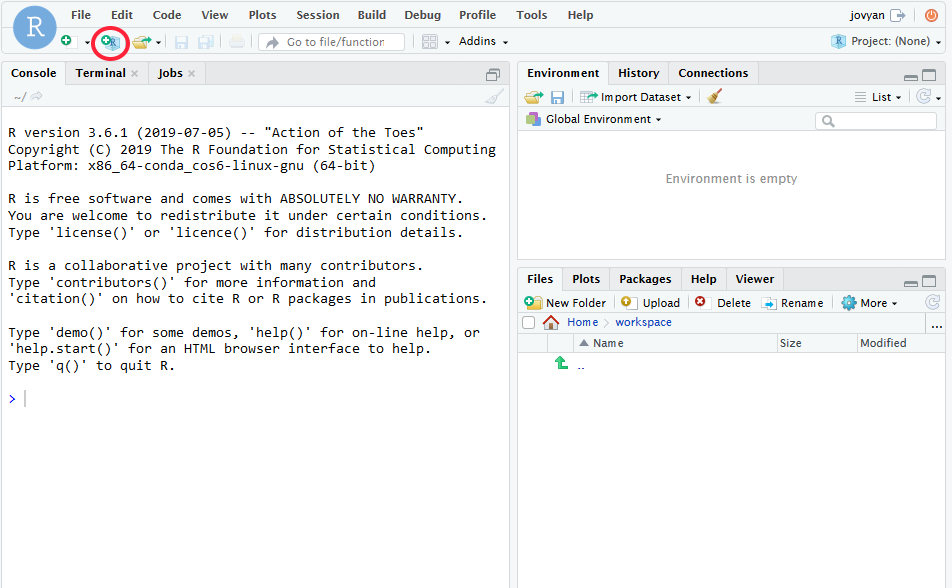 R
File Edit Code View Plots Session Build Debug Profile Tools Help
jovyan
R
Go to file/function
Addins
R Project: (None)
Console Terminal Jobs
~/
R version 3.6.1 (2019-07-05) -- "Action of the Toes"
Copyright (C) 2019 The R Foundation for Statistical Computing
Platform: x86_64-conda_cos6-linux-gnu (64-bit)
R is free software and comes with ABSOLUTELY NO WARRANTY.
You are welcome to redistribute it under certain conditions.
Type 'license()' or 'licence()' for distribution details.
R is a collaborative project with many contributors.
Type 'contributors()' for more information and
'citation()' on how to cite R or R packages in publications.
Type 'demo()' for some demos, 'help()' for on-line help, or
'help.start()' for an HTML browser interface to help.
Type 'q()' to quit R.
>
Environment History Connections
Import Dataset
List
Global Environment
Environment is empty
Files Plots Packages Help Viewer
New Folder Upload Delete Rename More
Home workspace ...
Name Size Modified
..